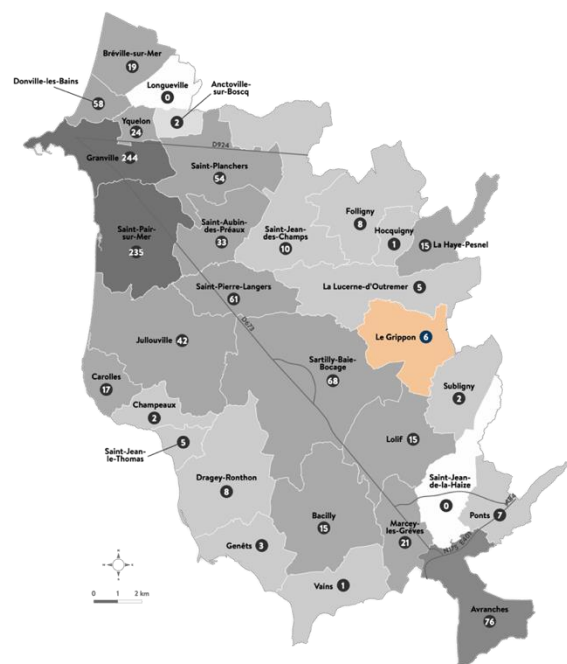 Bréville-sur-Mer
19
Donville-les-Bains
58
Longueville
0
Anctoville-
sur-Boscq
2
Yquelon
24
D924
Granville 244
Saint-Planchers
54
Saint-Pair-
sur-Mer
235
Saint-Aubin-
des-Préaux
33
Saint-Jean-
des-Champs
10
Folligny
8
Hocquigny
1
15 La Haye-Pesnel
Saint-Pierre-Langers
61
La Lucerne-d'Outremer
5
D673
Le Grippon 6
Jullouville
42
Sartilly-Baie-
Bocage
68
Subligny
2
Carolles
17
Champeaux
2
Saint-Jean-
le-Thomas
5
Lolif
15
Dragey-Ronthon
8
Saint-Jean-
de-la-Haize
0
Ponts 7
A84
Bacilly
15
Marcey-
les-Grèves
21
Genêts 3
Vains 1
Avranches
76
0 1 2 km